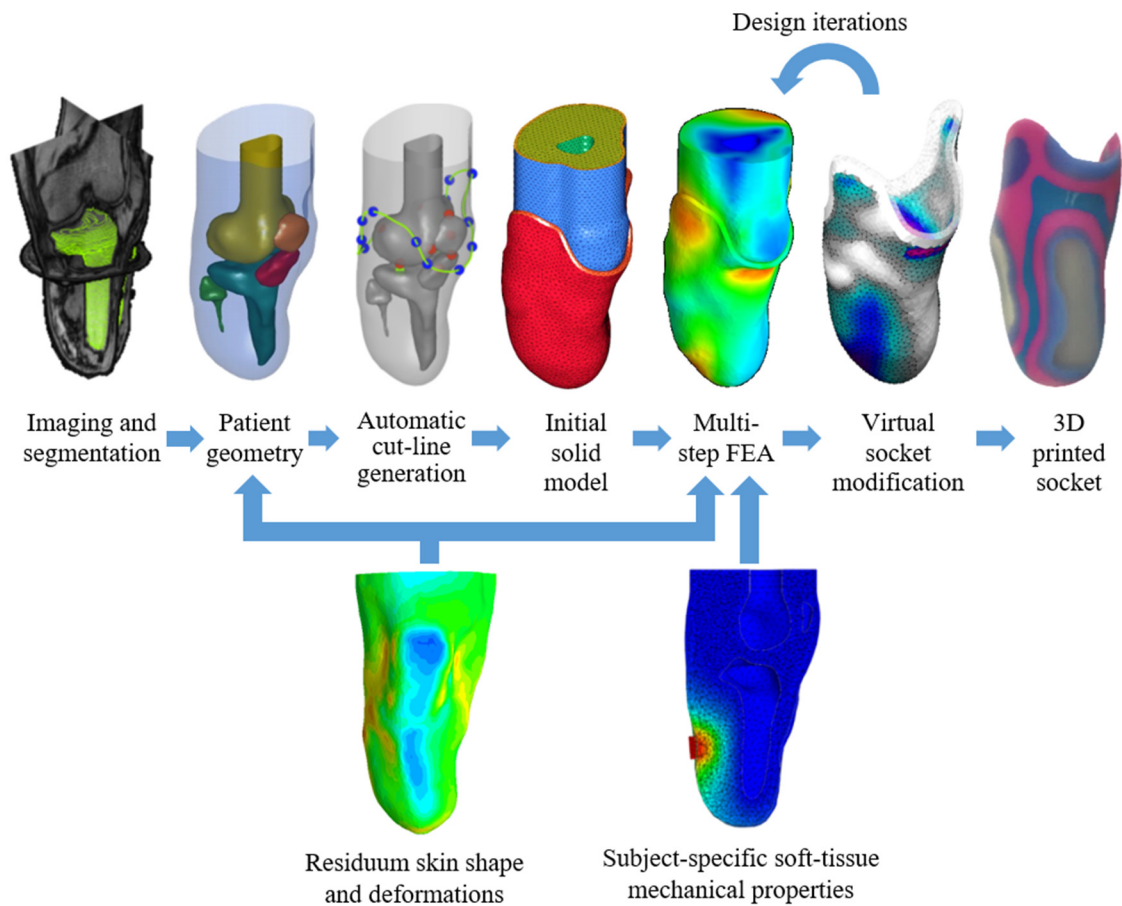 Design iterations
Imaging and
segmentation
Patient
geometry
Automatic
cut-line
generation
Initial
solid
model
Multi-
step FEA
Virtual
socket
modification
3D
printed
socket
Residuum skin shape
and deformations
Subject-specific soft-tissue
mechanical properties